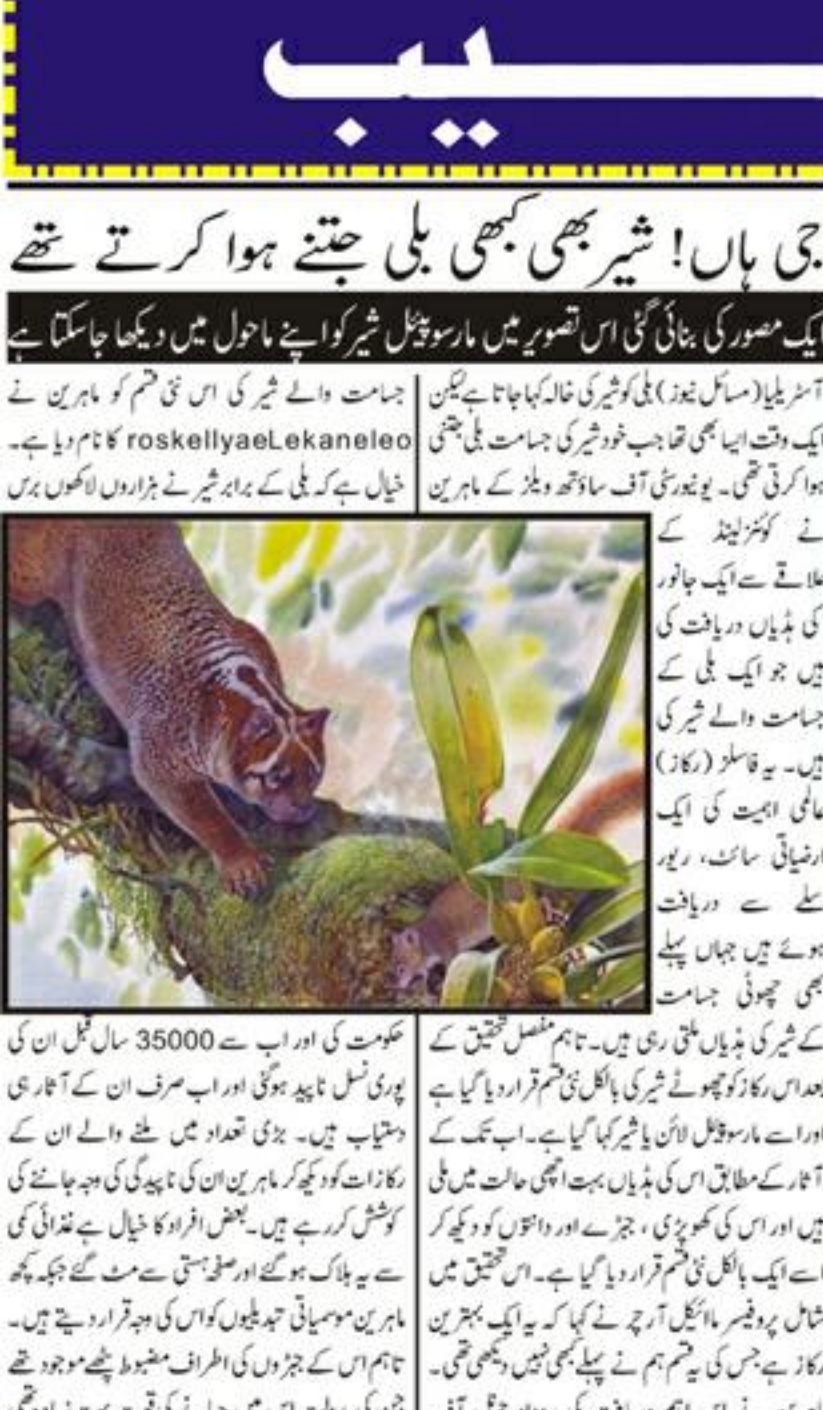 ـیب
جی ہاں! شیر بھی کبھی بلی جتنے ہوا کرتے تھے
ایک مصور کی بنائی گئی اس تصویر میں مارسوپیئل شیر کو اپنے ماحول میں دیکھا جاسکتا ہے
آسٹریلیا (مسائل نیوز) بلی کو شیر کی خالہ کہا جاتا ہے لیکن
ایک وقت ایسا بھی تھا جب خود شیر کی جسامت بلی جتنی
ہوا کرتی تھی۔ یونیورسٹی آف ساؤتھ ویلز کے ماہرین
نے کوئنزلینڈ کے
علاقے سے ایک جانور
کی ہڈیاں دریافت کی
ہیں جو ایک بلی کے
جسامت والے شیر کی
ہیں۔ یہ فاسلز (رکاز)
عالمی اہمیت کی ایک
ارضیاتی سائٹ، ریور
سلے سے دریافت
ہوئے ہیں جہاں پہلے
بھی چھوٹی جسامت
کے شیر کی ہڈیاں ملتی رہی ہیں۔ تاہم مفصل تحقیق کے
بعد اس رکاز کو چھوٹے شیر کی بالکل نئی قسم قرار دیا گیا ہے
اور اسے مارسوپیئل لائن یا شیر کہا گیا ہے۔ اب تک کے
آثار کے مطابق اس کی ہڈیاں بہت اچھی حالت میں ملی
ہیں اور اس کی کھوپڑی، جبڑے اور دانتوں کو دیکھ کر
اسے ایک بالکل نئی قسم قرار دیا گیا ہے۔ اس تحقیق میں
شامل پروفیسر مائیکل آرچر نے کہا کہ یہ ایک بہترین
رکاز ہے جس کی یہ قسم ہم نے پہلے کبھی نہیں دیکھی تھی۔
جسامت والے شیر کی اس نئی قسم کو ماہرین نے
roskellyaeLekaneleo کا نام دیا ہے۔
خیال ہے کہ بلی کے برابر شیر نے ہزاروں لاکھوں برس
حکومت کی اور اب سے 35000 سال قبل ان کی
پوری نسل ناپید ہوگئی اور اب صرف ان کے آثار ہی
دستیاب ہیں۔ بڑی تعداد میں ملنے والے ان کے
رکازات کو دیکھ کر ماہرین ان کی ناپیدگی کی وجہ جاننے کی
کوشش کررہے ہیں۔ بعض افراد کا خیال ہے غذائی کمی
سے یہ ہلاک ہوگئے اور صفحہ ہستی سے مٹ گئے جبکہ کچھ
ماہرین موسمیاتی تبدیلیوں کو اس کی وجہ قرار دیتے ہیں۔
تاہم اس کے جبڑوں کی اطراف مضبوط پٹھے موجود تھے